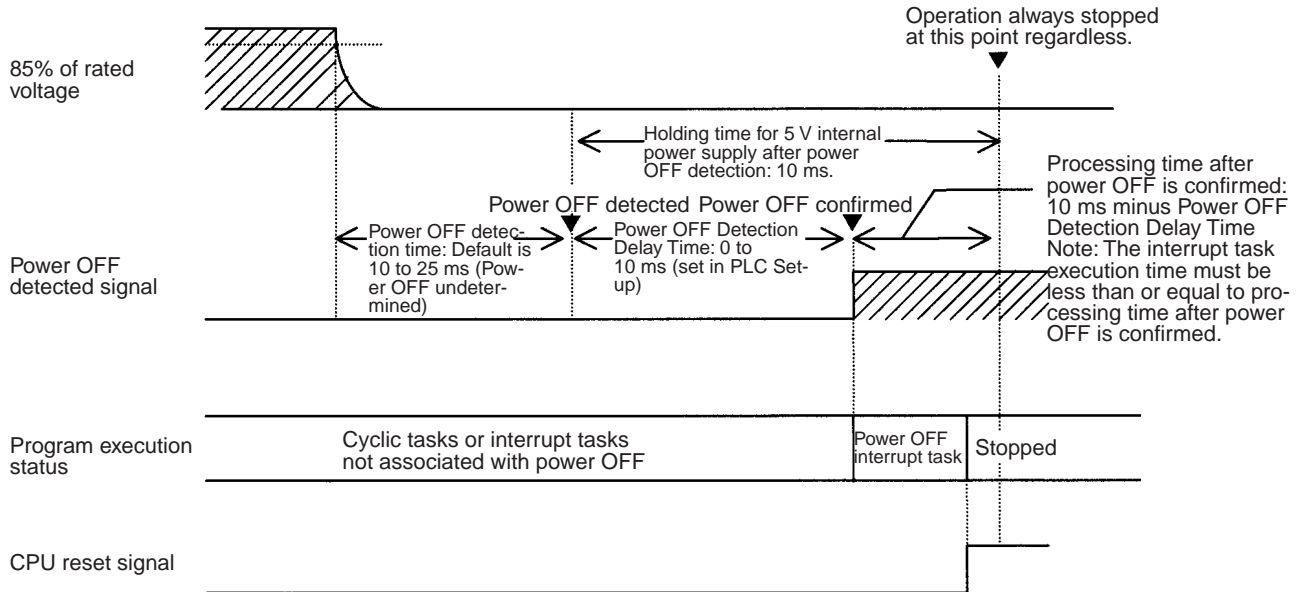 Operation always stopped
at this point regardless.
85% of rated
voltage
Holding time for 5 V internal
power supply after power
OFF detection: 10 ms.
Processing time after
power OFF is confirmed:
10 ms minus Power OFF
Detection Delay Time
Note: The interrupt task
execution time must be
less than or equal to pro-
cessing time after power
OFF is confirmed.
Power OFF detected
Power OFF confirmed
Power OFF detec-
tion time: Default is
10 to 25 ms (Pow-
er OFF undeter-
mined)
Power OFF Detection
Delay Time: 0 to
10 ms (set in PLC Set-
up)
Power OFF
detected signal
Program execution
status
Cyclic tasks or interrupt tasks
not associated with power OFF
Power OFF
interrupt task
Stopped
CPU reset signal